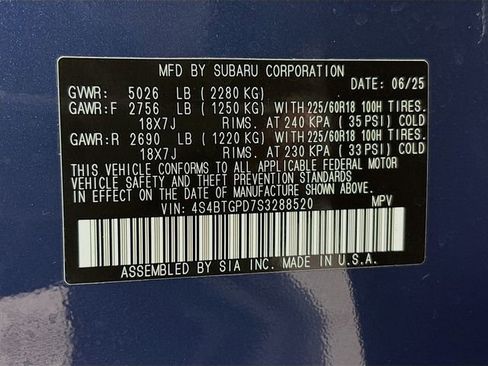 MFD BY SUBARU CORPORATION
DATE: 06/25
GVWR: 5026 LB ( 2280 KG)
GAWR:F 2756 LB ( 1250 KG) WITH 225/60R18 100H TIRES.
18X7J RIMS. AT 240 KPA (35 PSI) COLD
GAWR:R 2690 LB ( 1220 KG) WITH 225/60R18 100H TIRES.
18X7J RIMS. AT 230 KPA (33 PSI) COLD
THIS VEHICLE CONFORMS TO ALL APPLICABLE FEDERAL MOTOR
VEHICLE SAFETY AND THEFT PREVENTION STANDARDS
IN EFFECT ON THE DATE OF MANUFACTURE SHOWN ABOVE.
VIN: 4S4BTGPD7S3288520 MPV
ASSEMBLED BY SIA INC. MADE IN U.S.A.